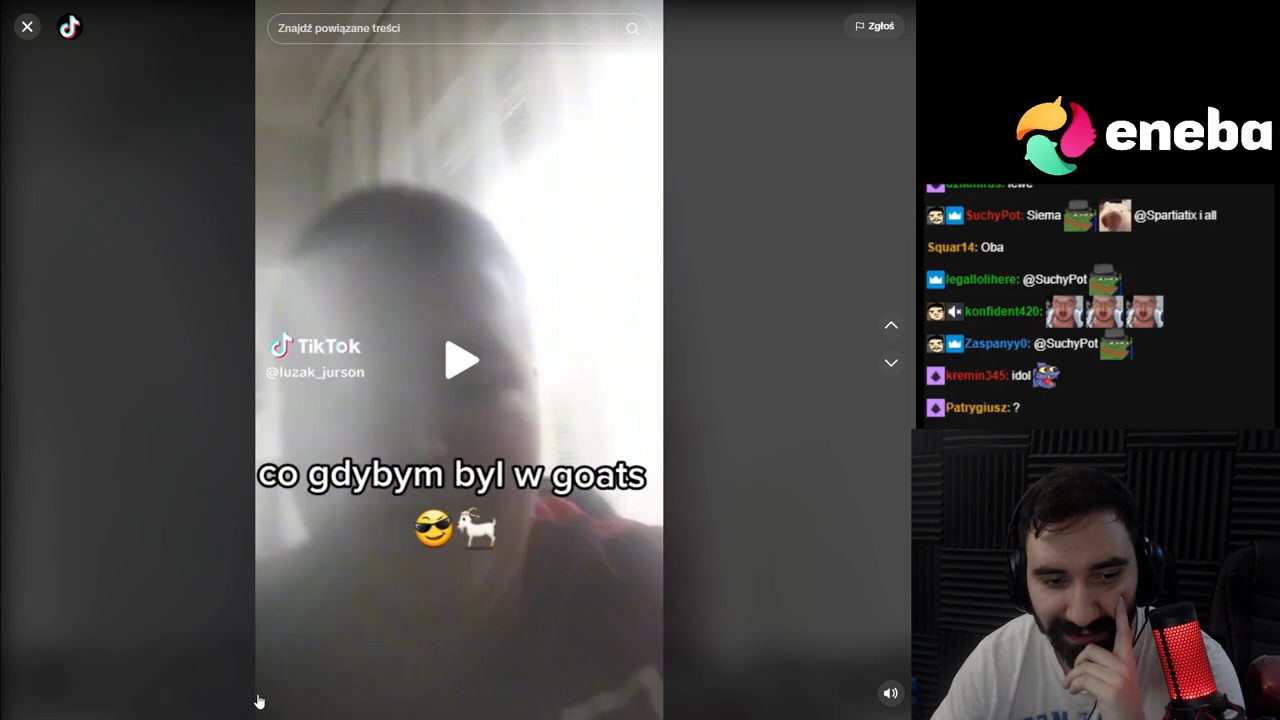 Znajdź powiązane treści
Zgłoś
TikTok
@luzak_jurson
co gdybym byl w goats
eneba
SuchyPot: Siema @Spartiatix i all
Squar14: Oba
legallolihere: @SuchyPot
konfident420:
Zaspanyy0: @SuchyPot
kremin345: idol
Patrygiusz: ?